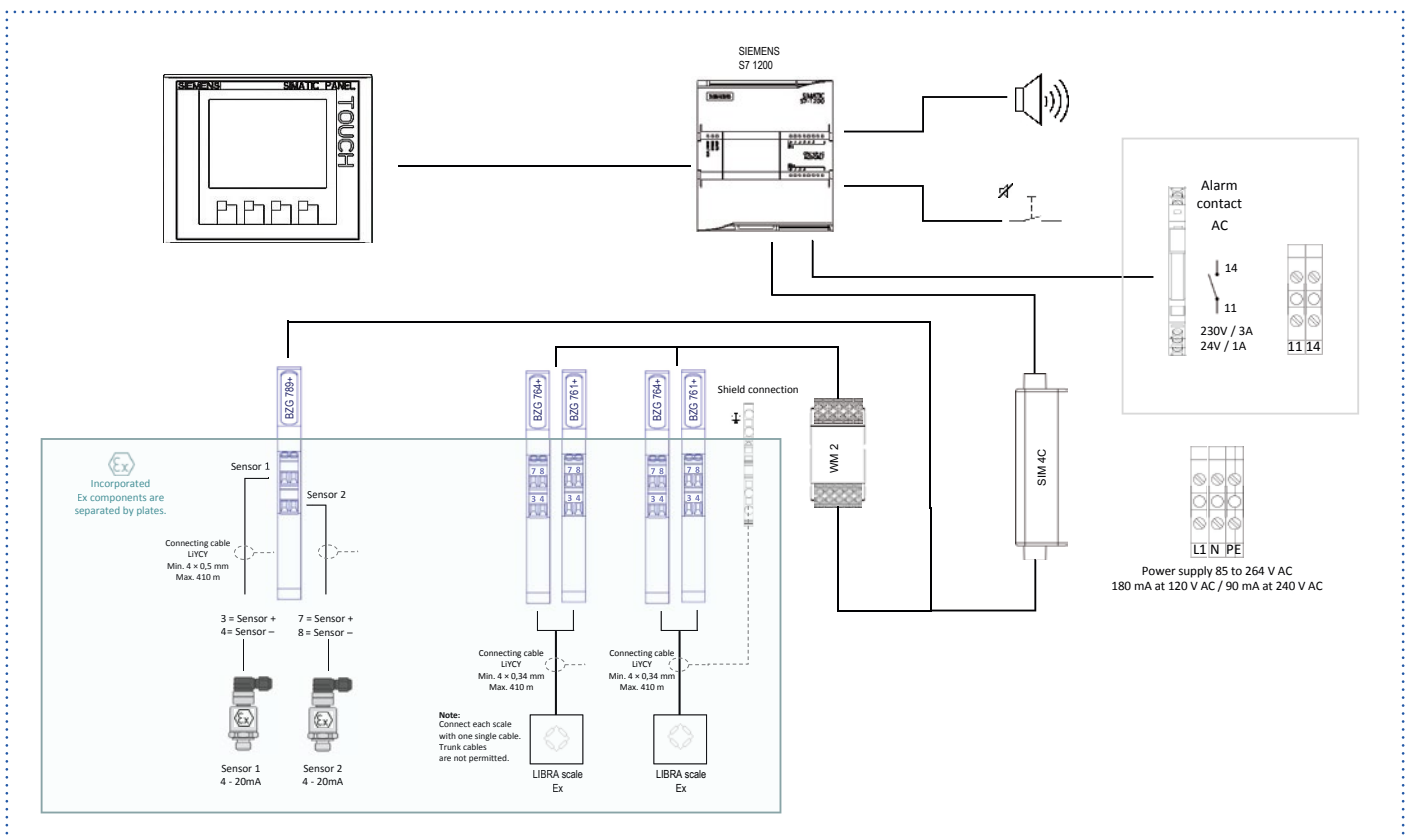 SIEMENS
S7 1200
SIEMENS
SIMATIC PANEL
TOUCH
SIEMENS
SIMATIC
S7-1200
Alarm
contact
AC
14
11
230V / 3A
24V / 1A
11 14
BZG 789+
BZG 764+
BZG 761+
BZG 764+
BZG 761+
Shield connection
WM 2
SIM 4C
Ex
Incorporated
Ex components are
separated by plates.
Sensor 1
Sensor 2
7 8
3 4
7 8
3 4
7 8
3 4
7 8
3 4
L1 N PE
Power supply 85 to 264 V AC
180 mA at 120 V AC / 90 mA at 240 V AC
Connecting cable
LiYCY
Min. 4 × 0,5 mm
Max. 410 m
3 = Sensor +
4= Sensor –
7 = Sensor +
8 = Sensor –
Connecting cable
LiYCY
Min. 4 × 0,34 mm
Max. 410 m
Connecting cable
LiYCY
Min. 4 × 0,34 mm
Max. 410 m
Note:
Connect each scale
with one single cable.
Trunk cables
are not permitted.
Ex
Ex
Sensor 1
4 - 20mA
Sensor 2
4 - 20mA
LIBRA scale
Ex
LIBRA scale
Ex